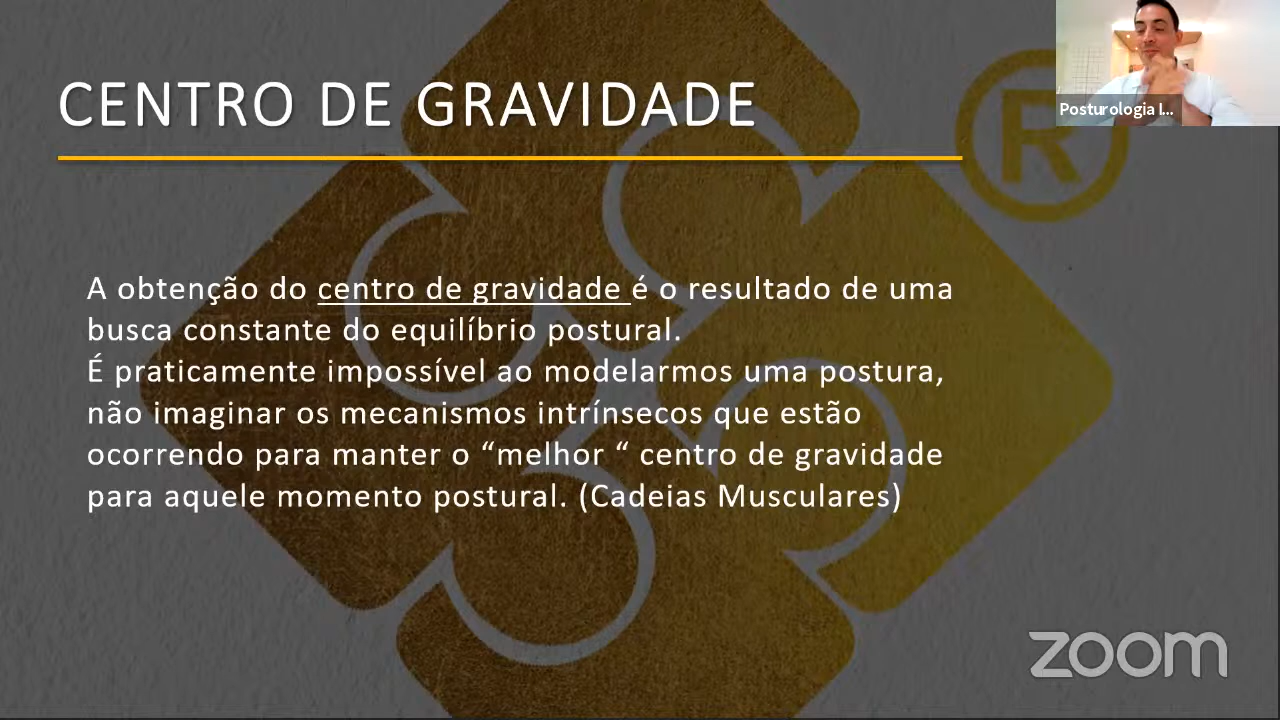 CENTRO DE GRAVIDADE
Posturologia I...
R
A obtenção do centro de gravidade é o resultado de uma
busca constante do equilíbrio postural.
É praticamente impossível ao modelarmos uma postura,
não imaginar os mecanismos intrínsecos que estão
ocorrendo para manter o “melhor “ centro de gravidade
para aquele momento postural. (Cadeias Musculares)
zoom